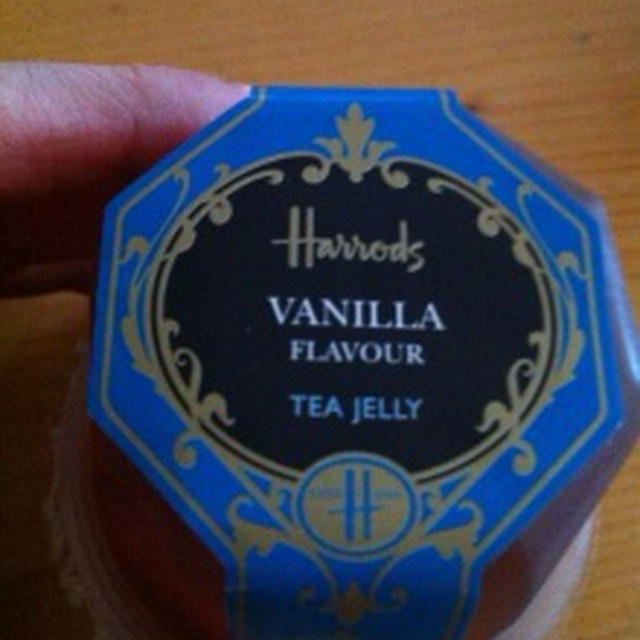 Harrods
VANILLA
FLAVOUR
TEA JELLY
H